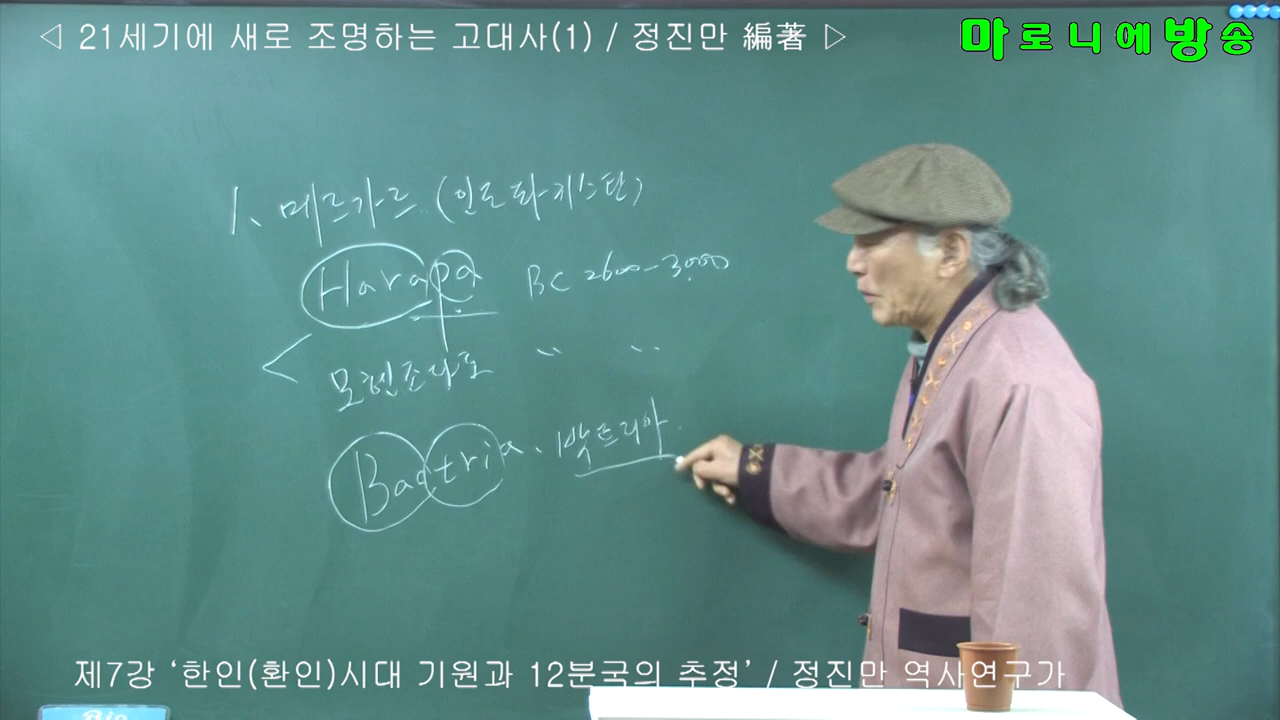 ◁ 21세기에 새로 조명하는 고대사(1) / 정진만 編著 ▷
마로니에방송
1. 메르가르 (인도 파키스탄)
Harapa BC 2600-3000
모헨조다로 〃 〃
Bactria. 박트리아.
제7강 ‘한인(환인)시대 기원과 12분국의 추정’ / 정진만 역사연구가